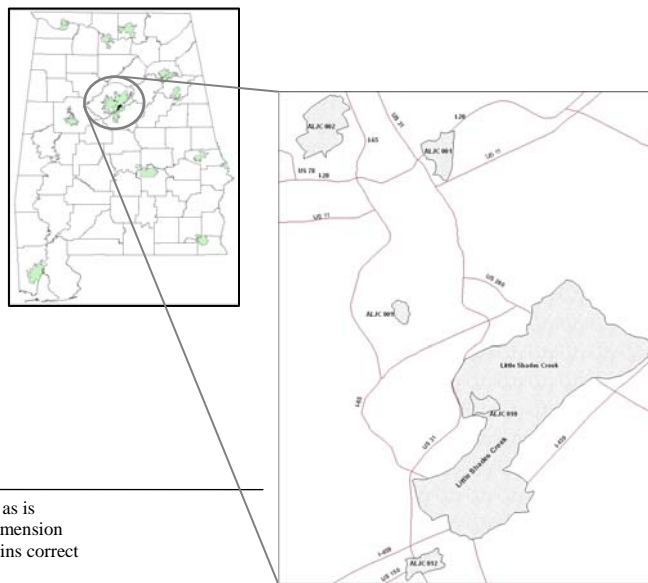 ALJC 002
I-65
US 31
I-20
ALJC 001
US 11
US 78
I-20
US 11
US 280
ALJC 009
Little Shades Creek
I-65
ALJC 010
US 31
Little Shades Creek
I-459
I-459
ALJC 012
US 150
as is
mension
ins correct